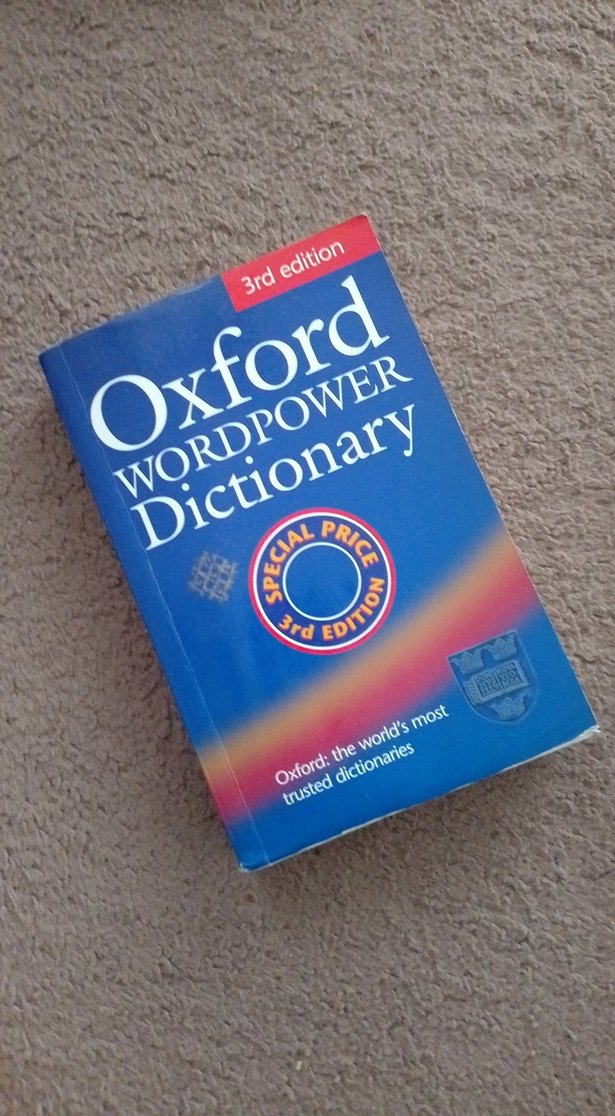 3rd edition
Oxford
WORDPOWER
Dictionary
SPECIAL PRICE
3rd EDITION
Oxford: the world's most
trusted dictionaries